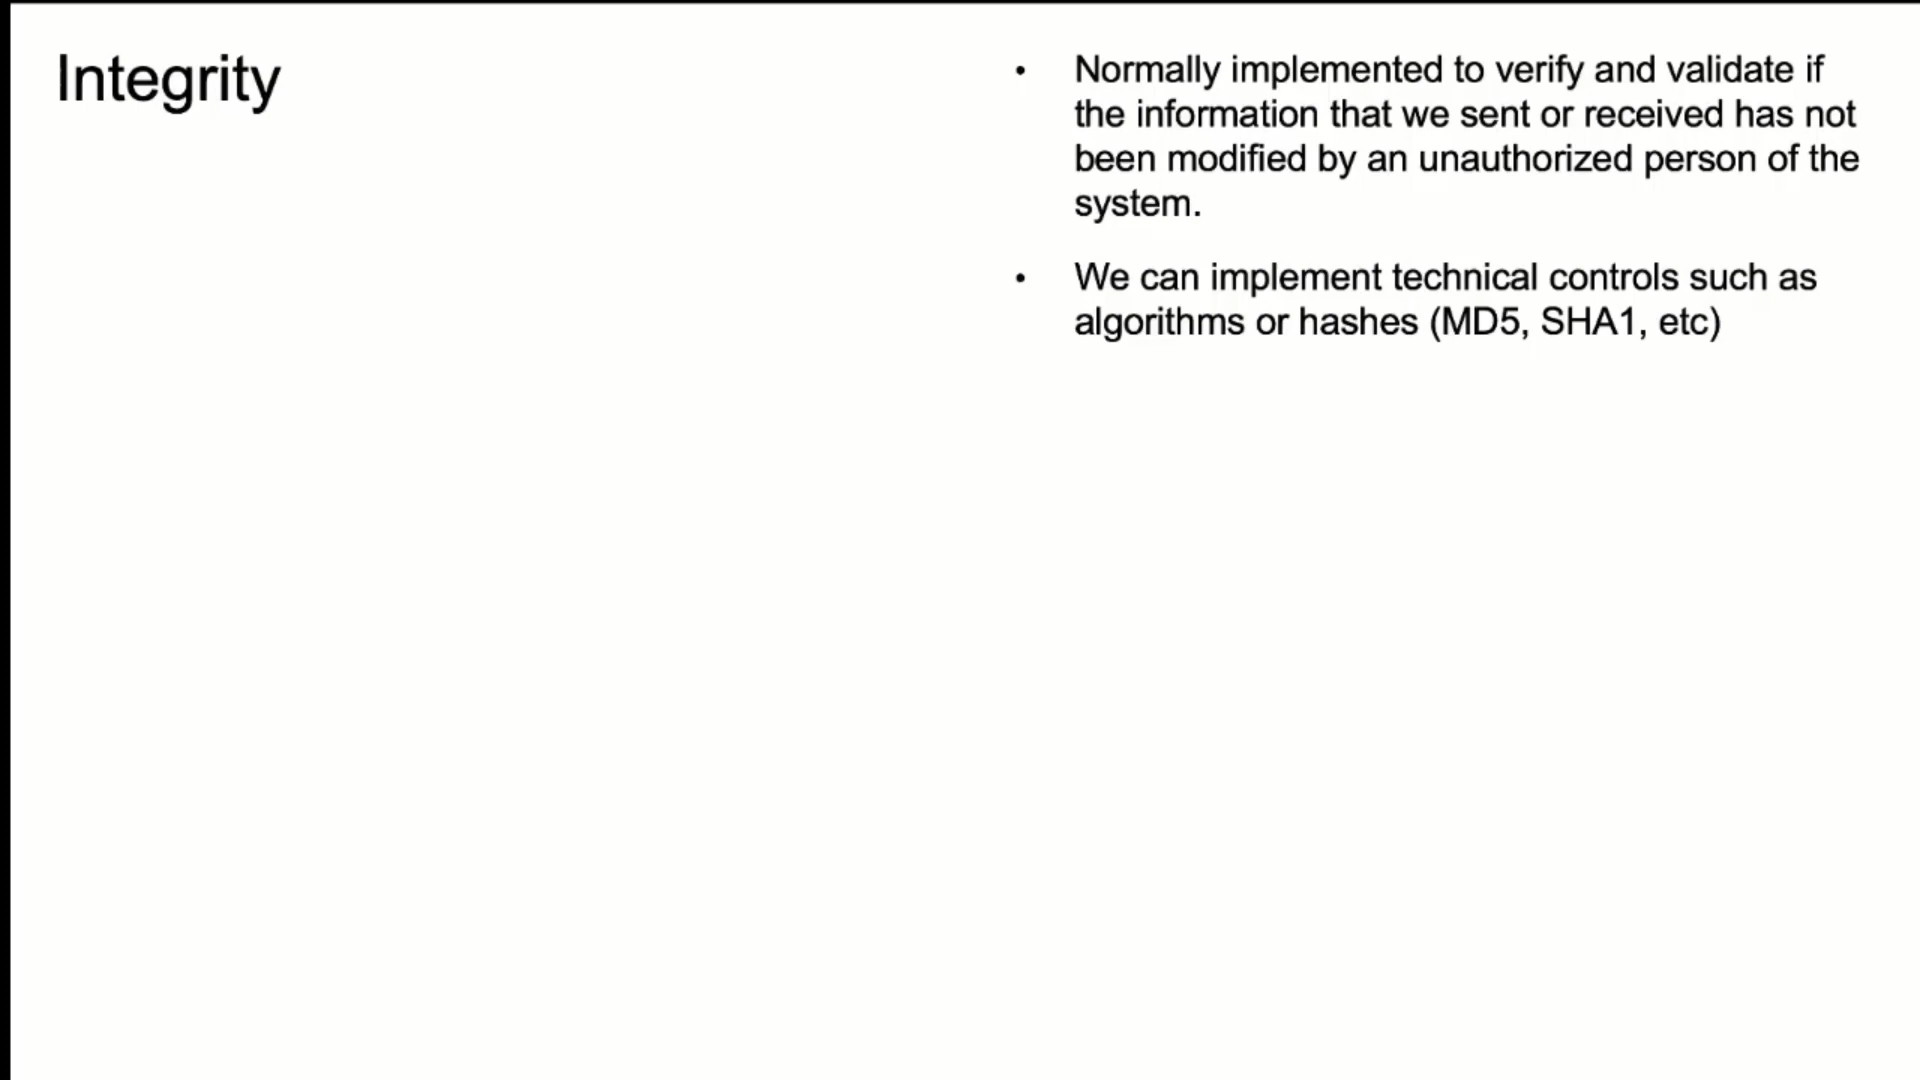 Integrity
• Normally implemented to verify and validate if
the information that we sent or received has not
been modified by an unauthorized person of the
system.
• We can implement technical controls such as
algorithms or hashes (MD5, SHA1, etc)